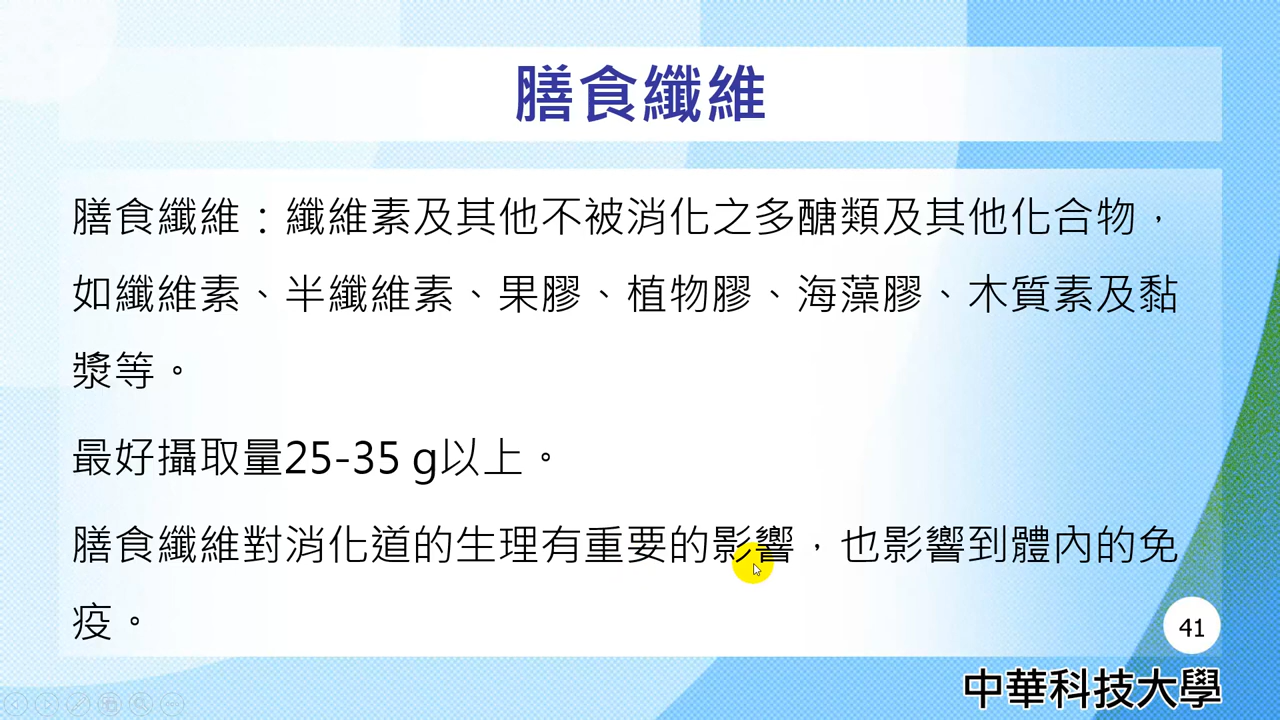 膳食纖維
膳食纖維：纖維素及其他不被消化之多醣類及其他化合物，
如纖維素、半纖維素、果膠、植物膠、海藻膠、木質素及黏
漿等。
最好攝取量25-35 g以上。
膳食纖維對消化道的生理有重要的影響，也影響到體內的免
疫。
41
中華科技大學